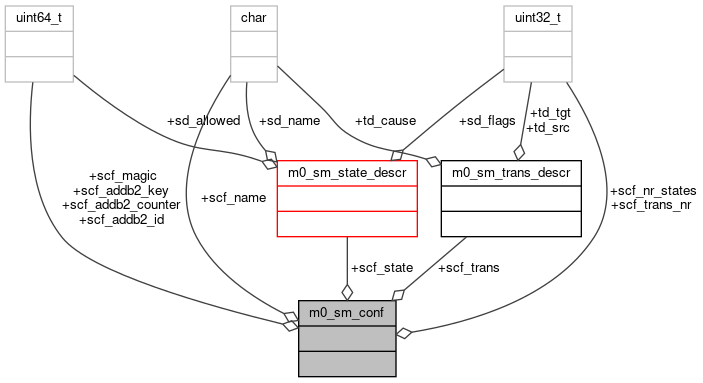 uint64_t
char
uint32_t
+sd_allowed
+sd_name
+td_cause
+sd_flags
+td_tgt
+td_src
m0_sm_state_descr
m0_sm_trans_descr
+scf_magic
+scf_addb2_key
+scf_addb2_counter
+scf_addb2_id
+scf_name
+scf_nr_states
+scf_trans_nr
+scf_state
+scf_trans
m0_sm_conf